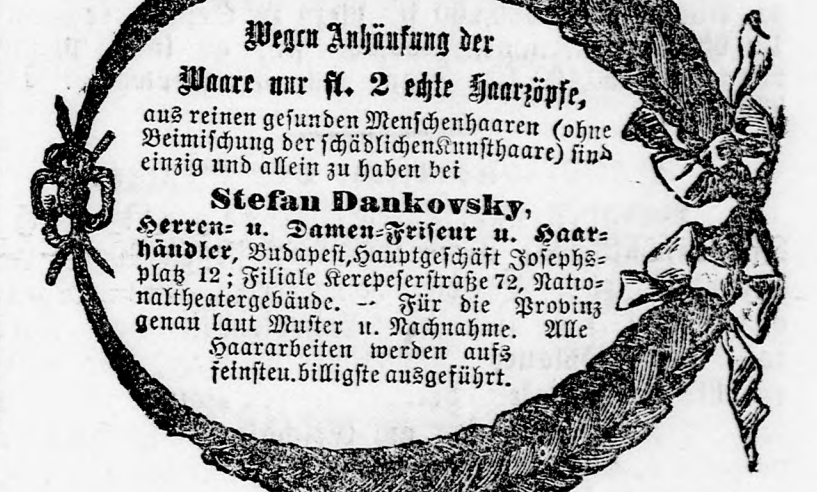 Wegen Anhäufung der
Waare nur fl. 2 echte Haarzöpfe,
aus reinen gesunden Menschenhaaren (ohne
Beimischung der schädlichen Kunsthaare) sind
einzig und allein zu haben bei
Stefan Dankovsky,
Herren- u. Damen-Friseur u. Haar-
händler, Budapest, Hauptgeschäft Josephs-
platz 12; Filiale Kerepeserstraße 72, Natio-
naltheatergebäude. — Für die Provinz
genau laut Muster u. Nachnahme. Alle
Haararbeiten werden aufs
feinste u. billigste ausgeführt.